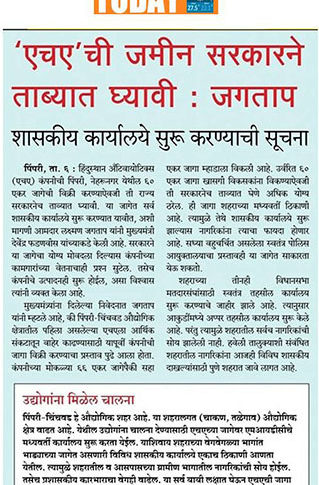 TODAY
27.5°
'एचए'ची जमीन सरकारने
ताब्यात घ्यावी : जगताप
शासकीय कार्यालये सुरू करण्याची सूचना
पिंपरी, ता. ६ : हिंदुस्थान अँटिबायोटिक्स
(एचए) कंपनीची पिंपरी, नेहरूनगर येथील ६०
एकर जागेची विक्री करण्याऐवजी ती राज्य
सरकारनेच ताब्यात घ्यावी. या जागेत सर्व
शासकीय कार्यालये सुरू करण्यात यावीत, अशी
मागणी आमदार लक्ष्मण जगताप यांनी मुख्यमंत्री
देवेंद्र फडणवीस यांच्याकडे केली आहे. सरकारने
या जागेचा योग्य मोबदला दिल्यास कंपनीच्या
कामगारांच्या वेतनाचाही प्रश्न सुटेल. तसेच
कंपनीचे उत्पादनही सुरू होईल, असा विश्वास
त्यांनी व्यक्त केला आहे.
मुख्यमंत्र्यांना दिलेल्या निवेदनात जगताप
यांनी म्हटले आहे, की पिंपरी-चिंचवड औद्योगिक
क्षेत्रातील पहिला असलेल्या एचएला आर्थिक
संकटातून बाहेर काढण्यासाठी यापूर्वी कंपनीची
जागा विक्री करण्याचा प्रस्ताव पुढे आला होता.
कंपनीच्या मोकळ्या ६६ एकर जागेपैकी सहा
एकर जागा म्हाडाला विकली आहे. उर्वरित ६०
एकर जागा खासगी विकसकांना विकण्याऐवजी
ती सरकारनेच ताब्यात घेणे अधिक योग्य
ठरेल. ही जागा शहराच्या मध्यवर्ती ठिकाणी
आहे. त्यामुळे तेथे शासकीय कार्यालये सुरू
झाल्यास नागरिकांना त्याचा फायदा होणार
आहे. सध्या बहुचर्चित असलेला स्वतंत्र पोलिस
आयुक्तालयाचा प्रस्तावही या जागेत साकारता
येऊ शकतो.
शहराच्या तीनही विधानसभा
मतदारसंघांसाठी स्वतंत्र तहसील कार्यालय
सुरू करण्याचे जाहीर झाले आहे. त्यानुसार
आकुर्डीमध्ये अप्पर तहसील कार्यालय सुरू केले
आहे. परंतु त्यामुळे शहरातील सर्वच नागरिकांची
सोय झालेली नाही. हवेली तालुक्याशी संबंधित
शहरातील नागरिकांना आजही विविध शासकीय
दाखल्यांसाठी पुणे शहरात जावे लागत आहे.
उद्योगांना मिळेल चालना
पिंपरी-चिंचवड हे औद्योगिक शहर आहे. या शहरालगत (चाकण, तळेगाव) औद्योगिक
क्षेत्र वाढत आहे. येथील उद्योगांना चालना देण्यासाठी एचएच्या जागेवर एमआयडीसीचे
मध्यवर्ती कार्यालय सुरू करता येईल. याशिवाय शहराच्या वेगवेगळ्या भागांत
भाड्याच्या जागेत असणारी विविध शासकीय कार्यालये एकाच ठिकाणी आणता
येतील. त्यामुळे शहरातील व आसपासच्या ग्रामीण भागातील नागरिकांची सोय होईल.
तसेच प्रशासकीय कारभाराचा वेगही वाढेल. या सर्व बाबी लक्षात घेऊन एचएची जागा